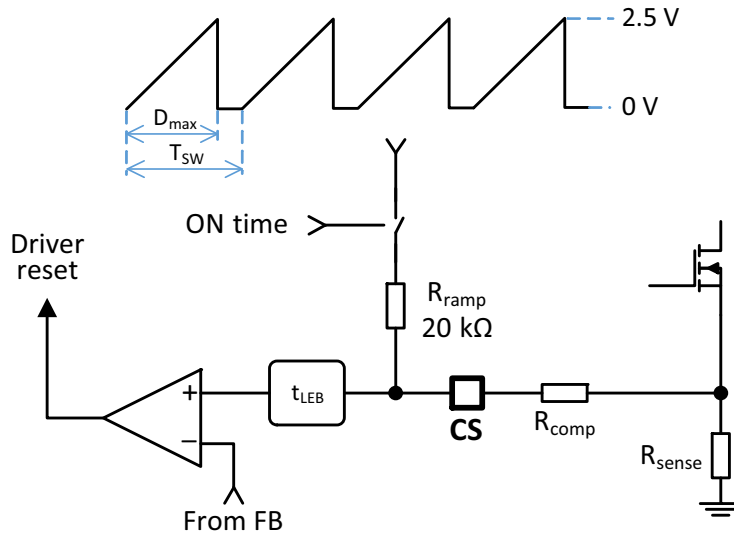 2.5 V
0 V
Dmax
TSW
ON time
Driver
reset
Rramp
20 kΩ
+
tLEB
−
CS
Rcomp
Rsense
From FB